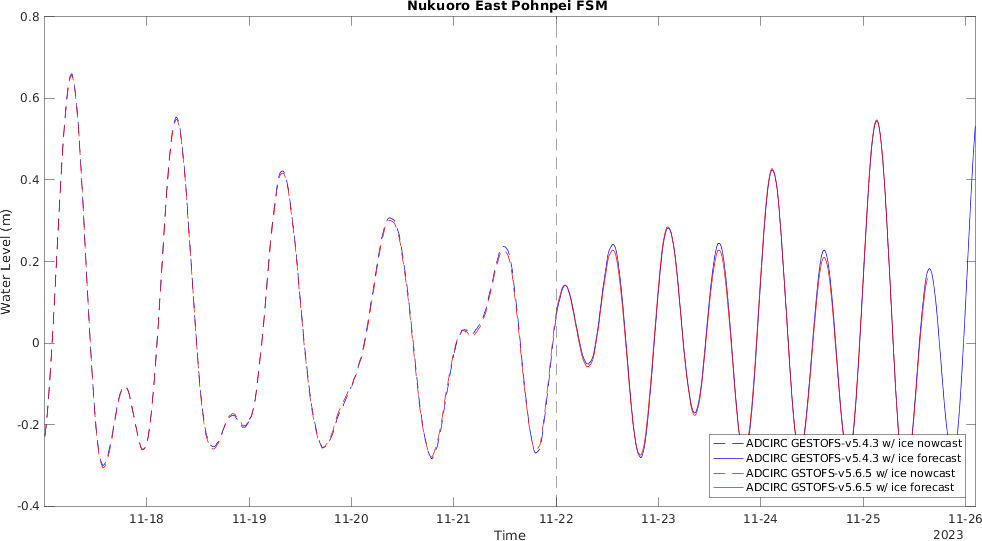 Nukuoro East Pohnpei FSM
0.8
0.6
0.4
0.2
0
-0.2
-0.4
Water Level (m)
ADCIRC GESTOFS-v5.4.3 w/ ice nowcast
ADCIRC GESTOFS-v5.4.3 w/ ice forecast
ADCIRC GSTOFS-v5.6.5 w/ ice nowcast
ADCIRC GSTOFS-v5.6.5 w/ ice forecast
11-18 11-19 11-20 11-21 11-22 11-23 11-24 11-25 11-26
Time
2023